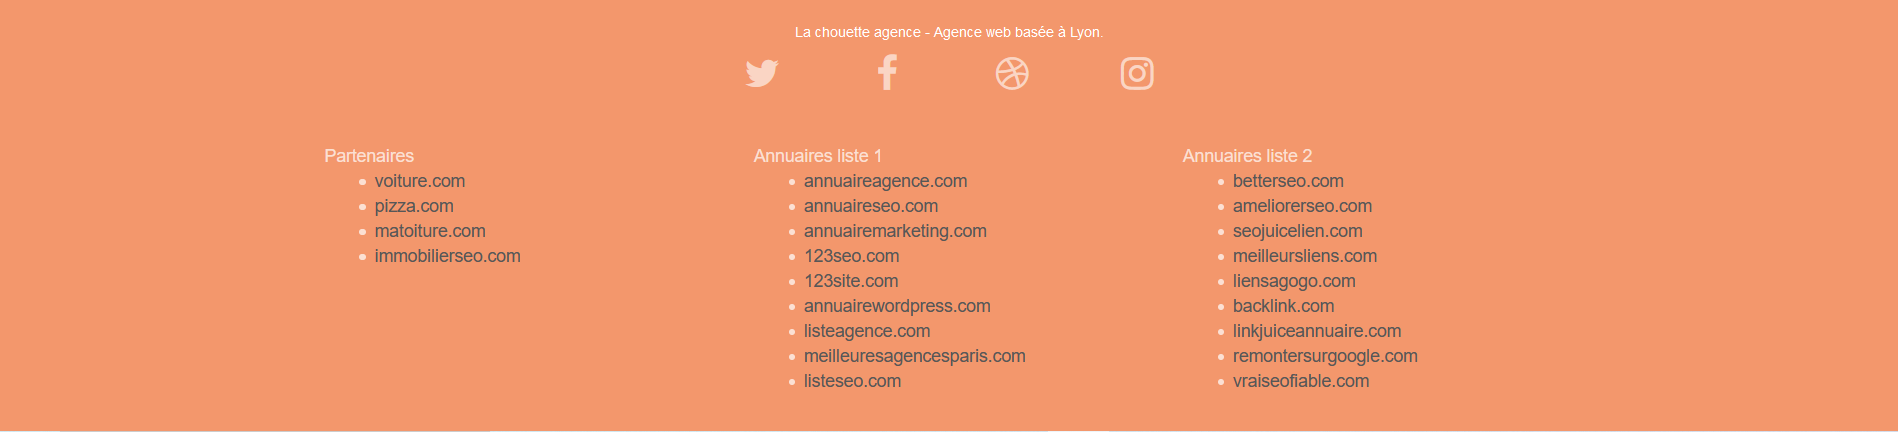 La chouette agence - Agence web basée à Lyon.
Partenaires
voiture.com
pizza.com
matoiture.com
immobilierseo.com
Annuaires liste 1
annuaireagence.com
annuaireseo.com
annuairemarketing.com
123seo.com
123site.com
annuairewordpress.com
listeagence.com
meilleuresagencesparis.com
listeseo.com
Annuaires liste 2
betterseo.com
ameliorerseo.com
seojuicelien.com
meilleursliens.com
liensagogo.com
backlink.com
linkjuiceannuaire.com
remontersurgoogle.com
vraiseofiable.com